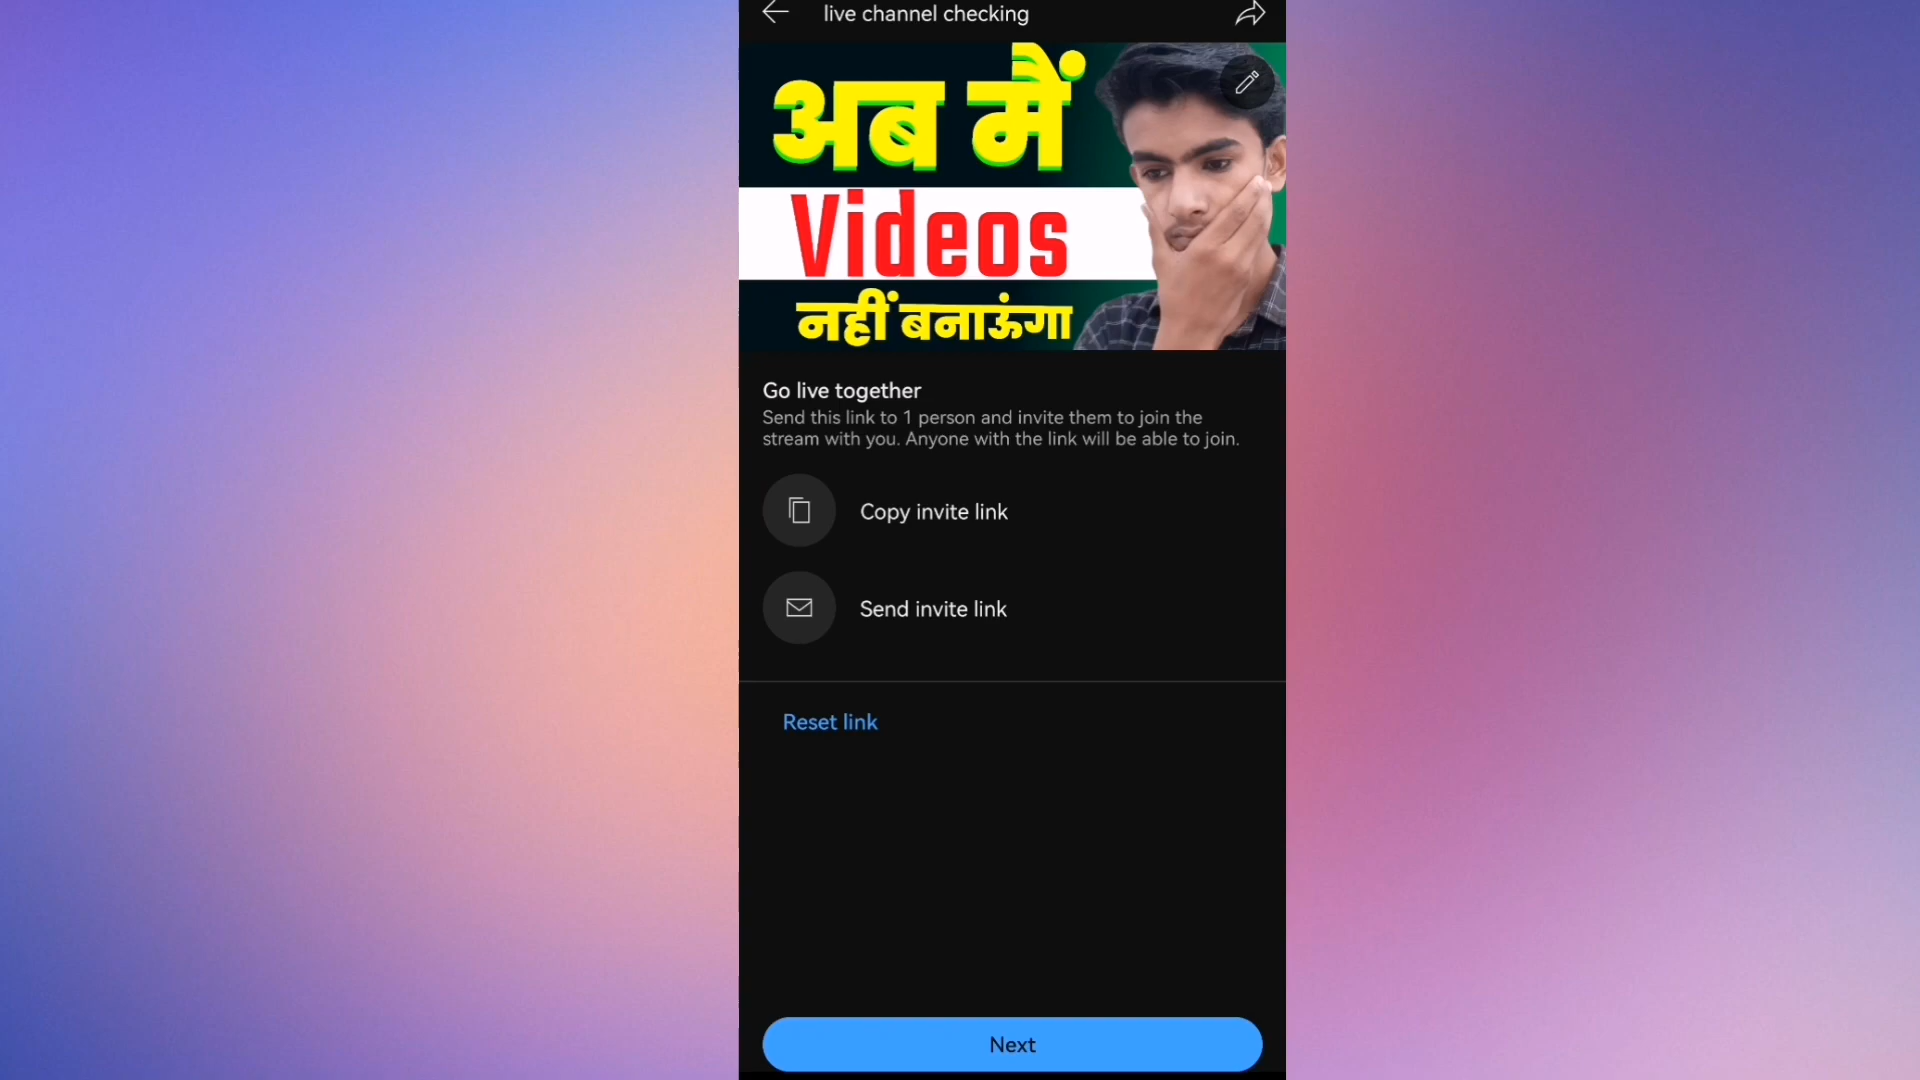 live channel checking
अब मैं
Videos
नहीं बनाऊंगा
Go live together
Send this link to 1 person and invite them to join the
stream with you. Anyone with the link will be able to join.
Copy invite link
Send invite link
Reset link
Next